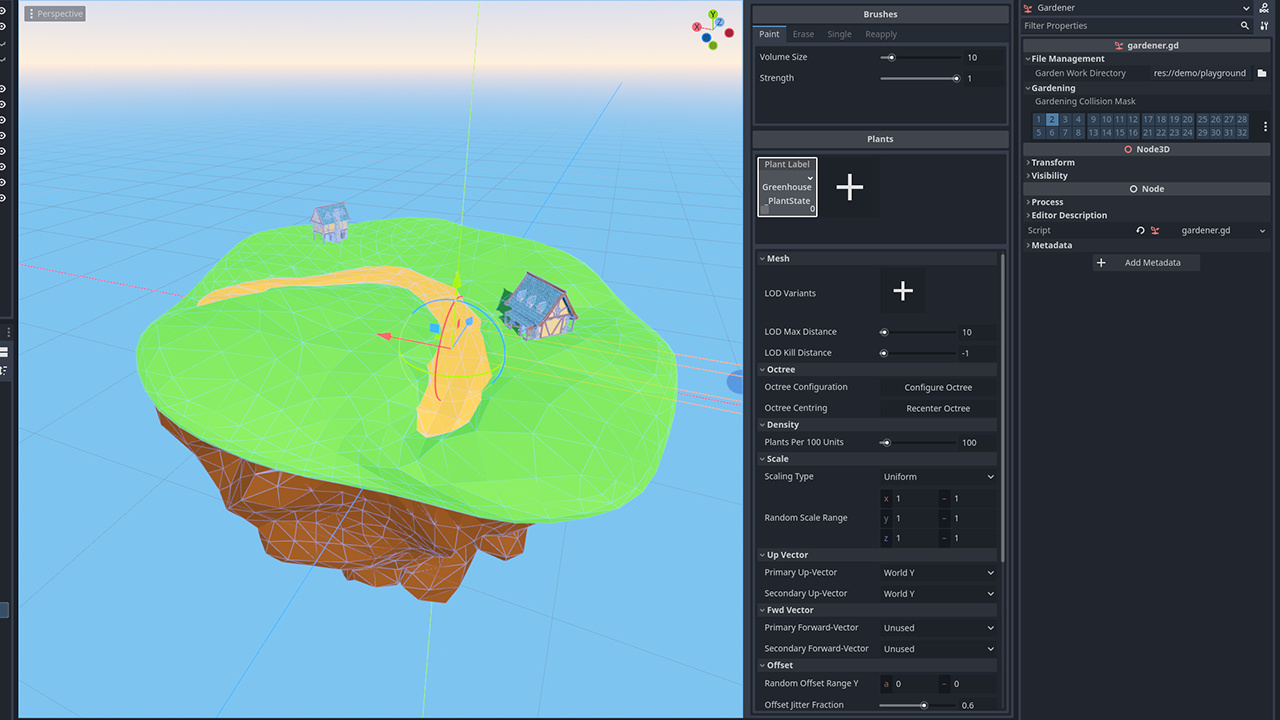 Perspective
Y
X
Z
Brushes
Paint Erase Single Reapply
Volume Size 10
Strength 1
Plants
Plant Label
Greenhouse
_PlantState
0
Mesh
LOD Variants
LOD Max Distance 10
LOD Kill Distance -1
Octree
Octree Configuration Configure Octree
Octree Centring Recenter Octree
Density
Plants Per 100 Units 100
Scale
Scaling Type Uniform
x 1 – 1
Random Scale Range y 1 – 1
z 1 – 1
Up Vector
Primary Up-Vector World Y
Secondary Up-Vector World Y
Fwd Vector
Primary Forward-Vector Unused
Secondary Forward-Vector Unused
Offset
Random Offset Range Y a 0 – 0
Offset Jitter Fraction 0.6
Gardener
Filter Properties
gardener.gd
File Management
Garden Work Directory res://demo/playground
Gardening
Gardening Collision Mask
1 2 3 4 9 10 11 12 17 18 19 20 25 26 27 28
5 6 7 8 13 14 15 16 21 22 23 24 29 30 31 32
Node3D
Transform
Visibility
Node
Process
Editor Description
Script gardener.gd
Metadata
Add Metadata